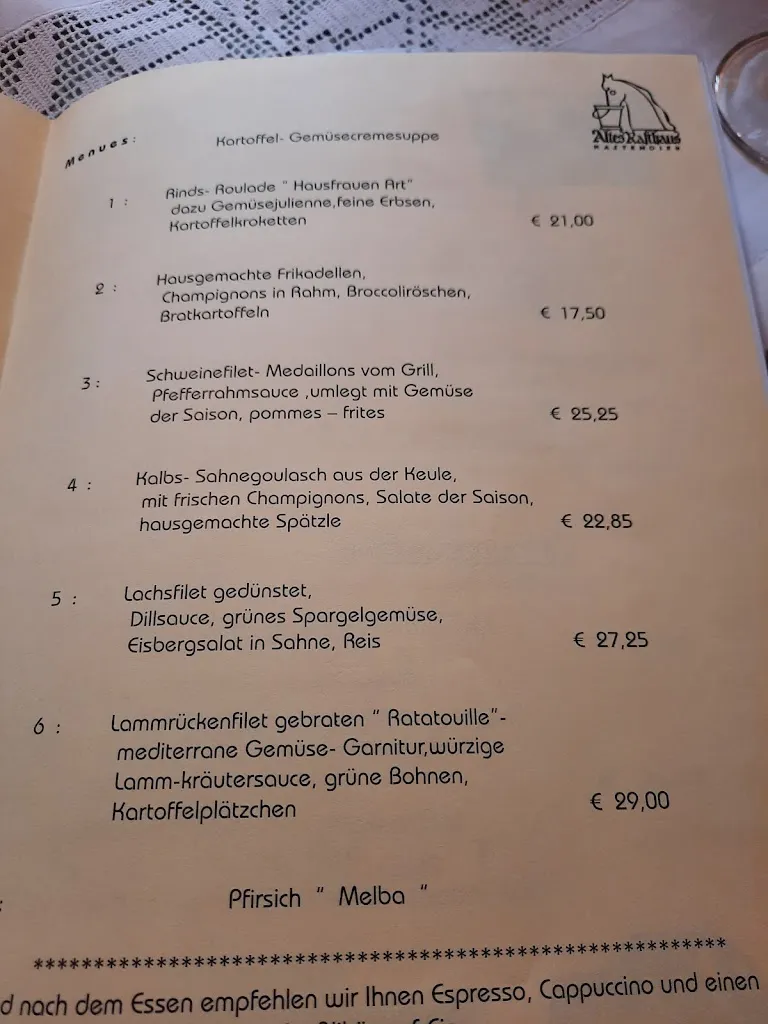 Menues:
Kartoffel- Gemüsecremesuppe
Altes Rasthaus
1 :
Rinds- Roulade " Hausfrauen Art"
dazu Gemüsejulienne,feine Erbsen,
Kartoffelkroketten
€ 21,00
2 :
Hausgemachte Frikadellen,
Champignons in Rahm, Broccoliröschen,
Bratkartoffeln
€ 17,50
3 :
Schweinefilet- Medaillons vom Grill,
Pfefferrahmsauce ,umlegt mit Gemüse
der Saison, pommes – frites
€ 25,25
4 :
Kalbs- Sahnegoulasch aus der Keule,
mit frischen Champignons, Salate der Saison,
hausgemachte Spätzle
€ 22,85
5 :
Lachsfilet gedünstet,
Dillsauce, grünes Spargelgemüse,
Eisbergsalat in Sahne, Reis
€ 27,25
6 :
Lammrückenfilet gebraten " Ratatouille"-
mediterrane Gemüse- Garnitur,würzige
Lamm-kräutersauce, grüne Bohnen,
Kartoffelplätzchen
€ 29,00
:
Pfirsich " Melba "
**********************************************************
d nach dem Essen empfehlen wir Ihnen Espresso, Cappuccino und einen